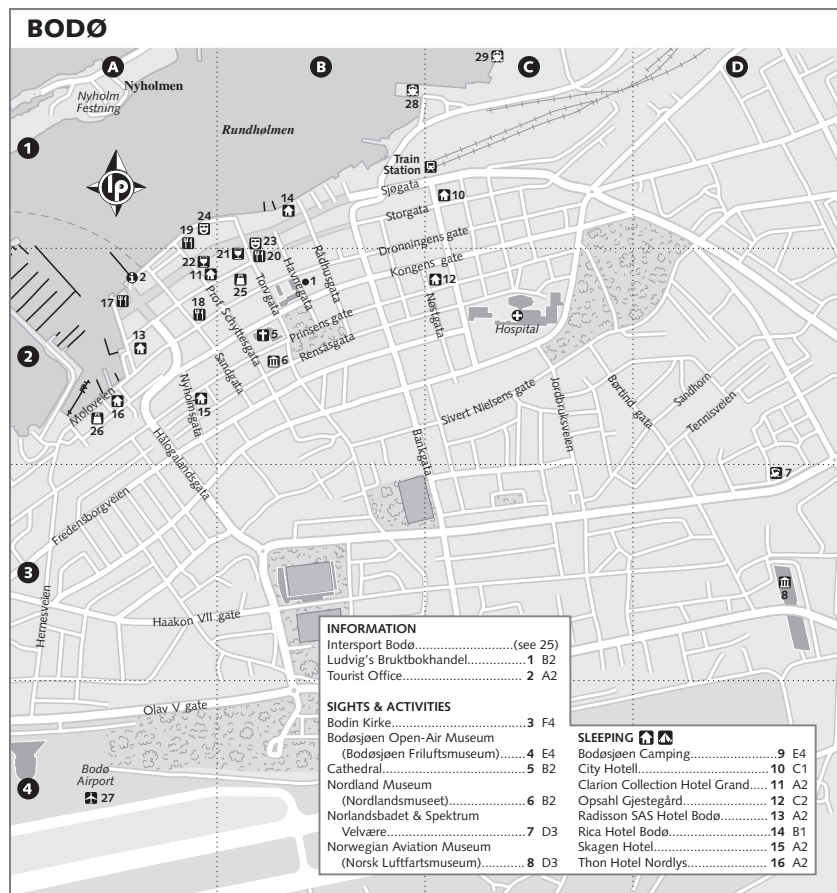 BODØ
A
B
C
D
29
Nyholmen
Nyholm
Festning
28
Rundhølmen
1
Train
Station
lp
Sjøgata
10
14
Storgata
24
19
23
Dronningens gate
21
20
22
Kongens gate
2
11
1
12
Rådhusgata
Havnegata
Torvgata
25
17
18
Prof Schyttesgata
Nøstgata
Prinsens gate
Hospital
13
5
2
Rensåsgata
6
Sandgata
Moloveien
16
15
Nyholmsgata
26
Sivert Nielsens gate
Jordbruksveien
Børtind gata
Sandhorn
Tennisveien
Bankgata
Hålogalandsgata
7
Fredensborgveien
3
8
Hernesveien
Haakon VII gate
Olav V gate
4
Bodø
Airport
27
INFORMATION
Intersport Bodø..............................(see 25)
Ludvig's Bruktbokhandel..............1 B2
Tourist Office................................2 A2
SIGHTS & ACTIVITIES
Bodin Kirke....................................3 F4
Bodøsjøen Open-Air Museum
(Bodøsjøen Friluftsmuseum)....4 E4
Cathedral........................................5 B2
Nordland Museum
(Nordlandsmuseet)...................6 B2
Norlandsbadet & Spektrum
Velvære.....................................7 D3
Norwegian Aviation Museum
(Norsk Luftfartsmuseum).........8 D3
SLEEPING
Bodøsjøen Camping.....................9 E4
City Hotell....................................10 C1
Clarion Collection Hotel Grand....11 A2
Opsahl Gjestegård.......................12 C2
Radisson SAS Hotel Bodø............13 A2
Rica Hotel Bodø...........................14 B1
Skagen Hotel...............................15 A2
Thon Hotel Nordlys.....................16 A2